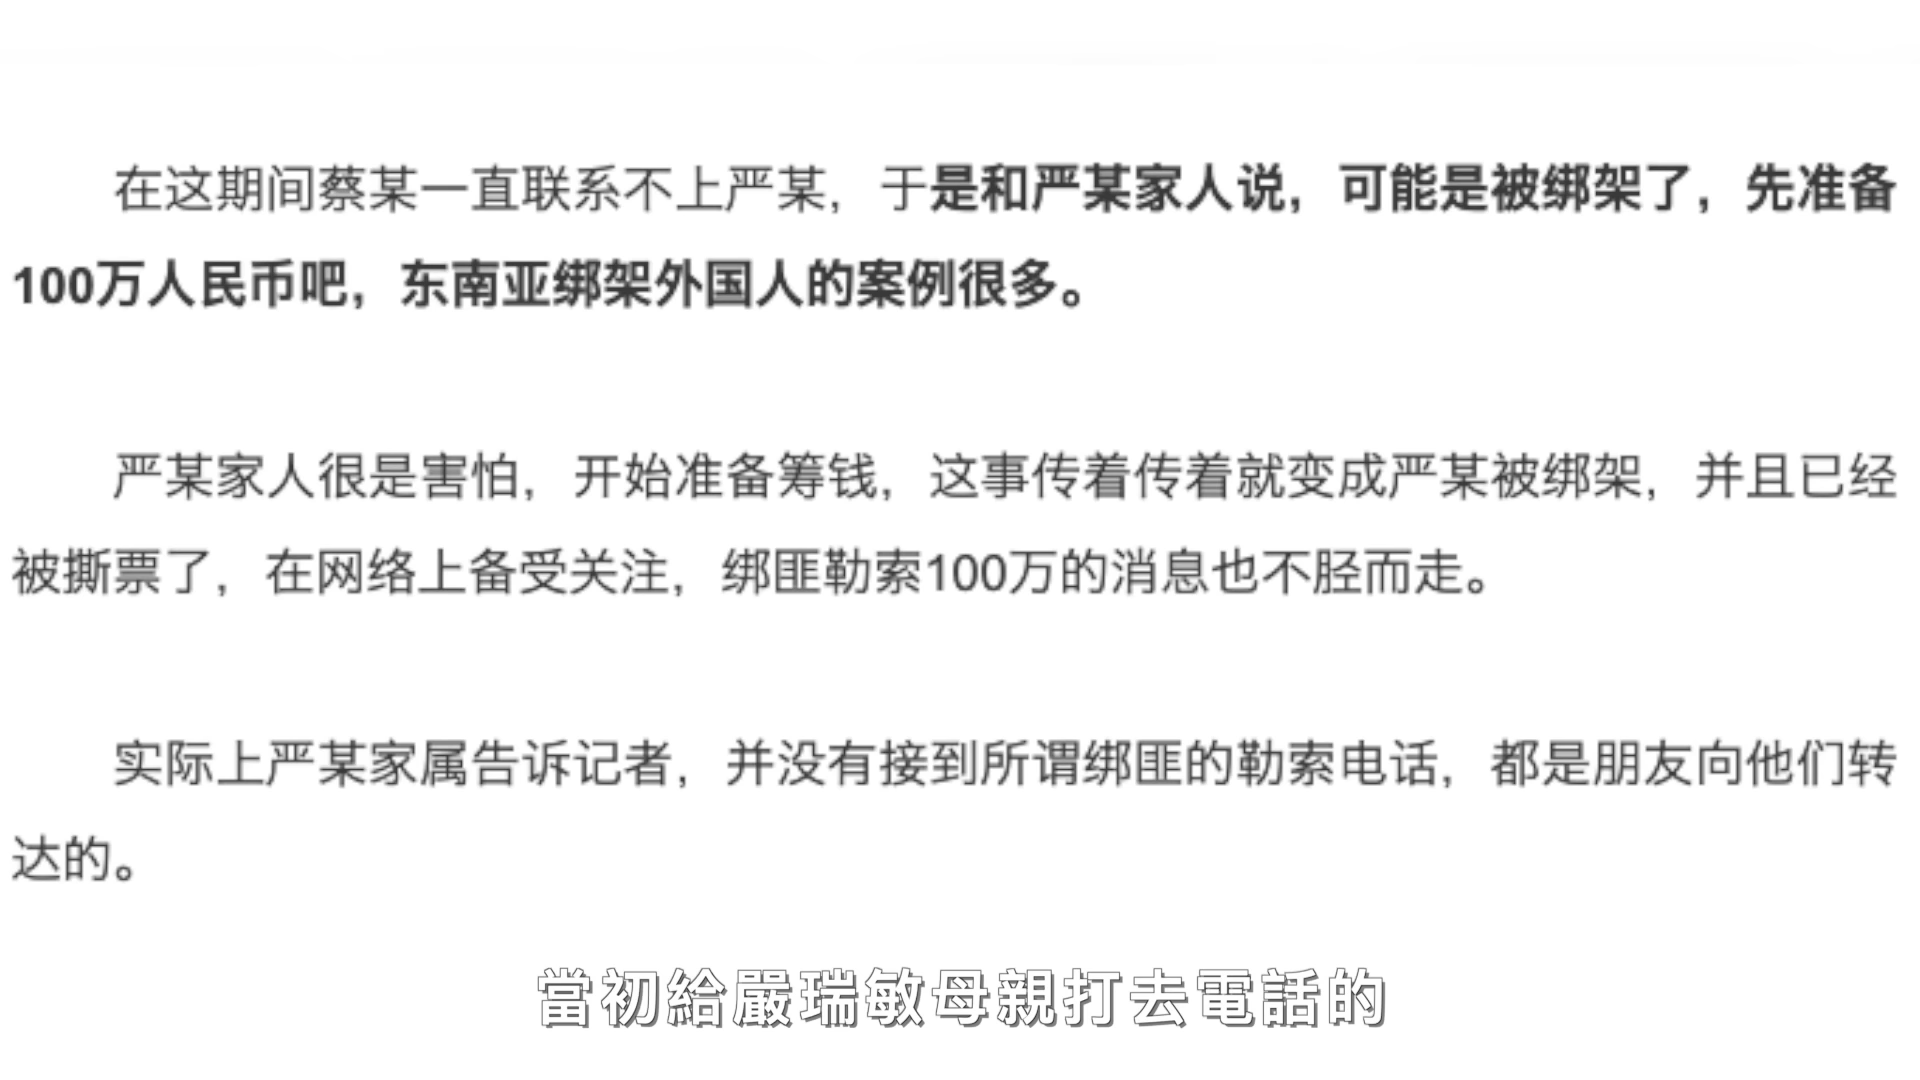 在这期间蔡某一直联系不上严某，于是和严某家人说，可能是被绑架了，先准备
100万人民币吧，东南亚绑架外国人的案例很多。
严某家人很是害怕，开始准备筹钱，这事传着传着就变成严某被绑架，并且已经
被撕票了，在网络上备受关注，绑匪勒索100万的消息也不胫而走。
实际上严某家属告诉记者，并没有接到所谓绑匪的勒索电话，都是朋友向他们转
达的。
當初給嚴瑞敏母親打去電話的